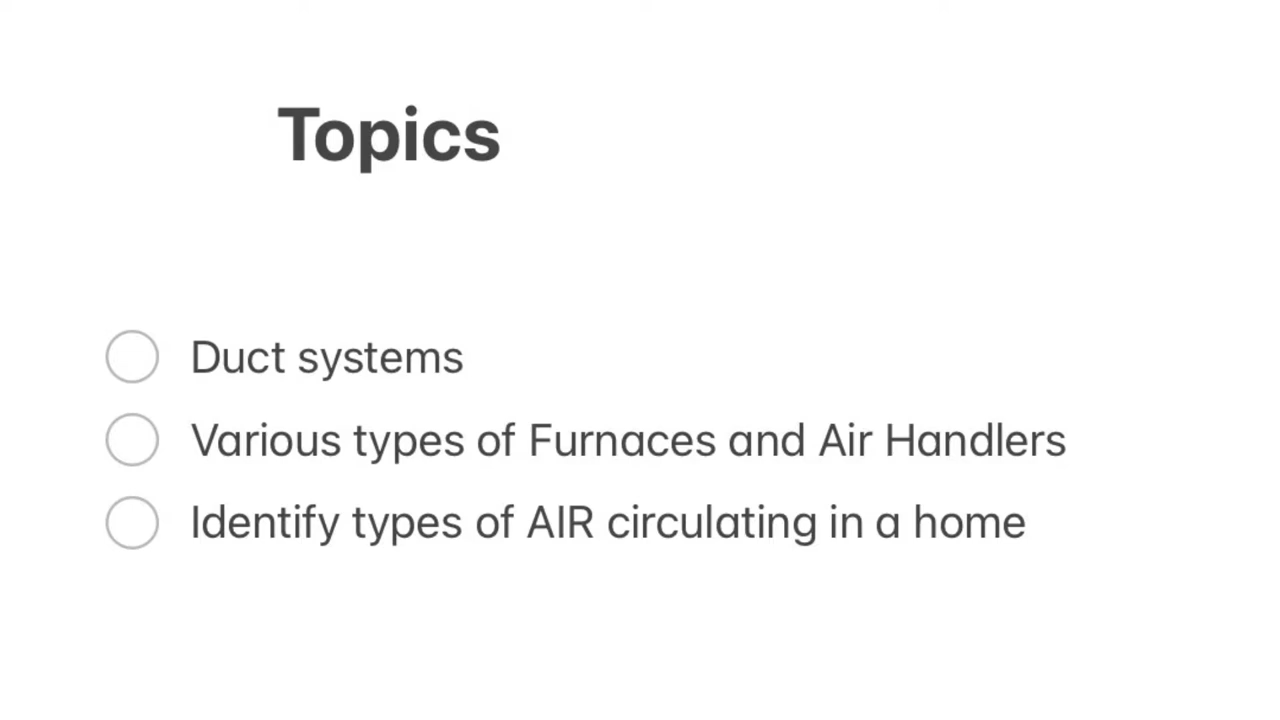 Topics
Duct systems
Various types of Furnaces and Air Handlers
Identify types of AIR circulating in a home